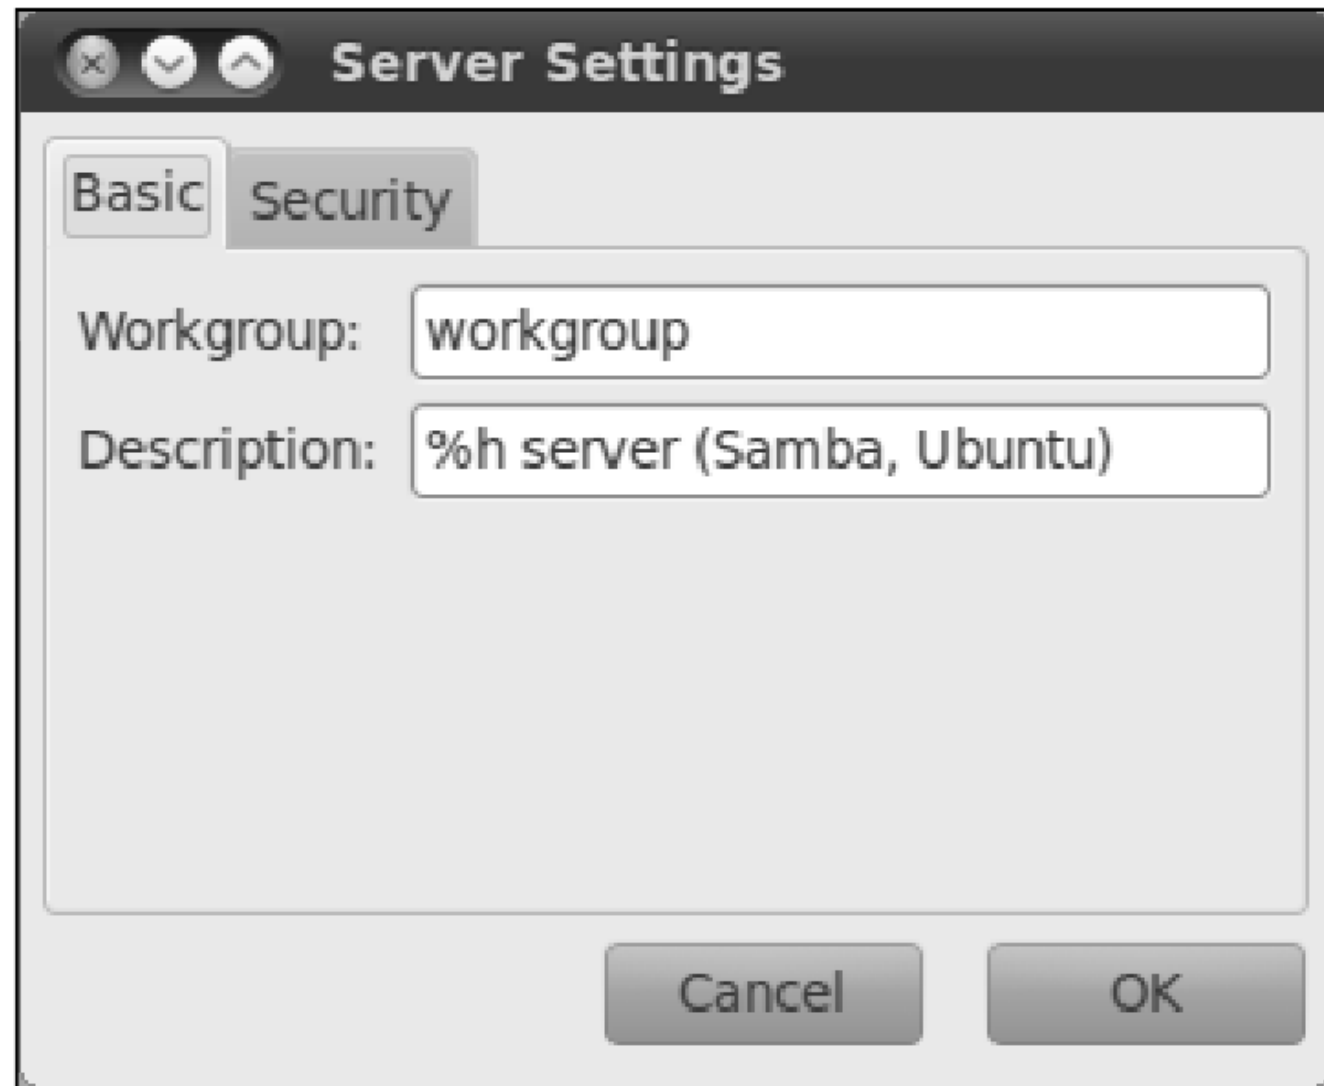 Server Settings
Basic Security
Workgroup: workgroup
Description: %h server (Samba, Ubuntu)
Cancel OK